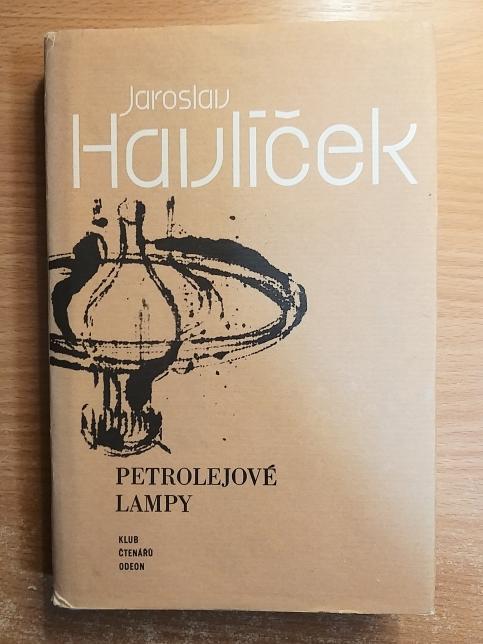 Jaroslav
Havlíček
PETROLEJOVÉ
LAMPY
KLUB
ČTENÁŘŮ
ODEON